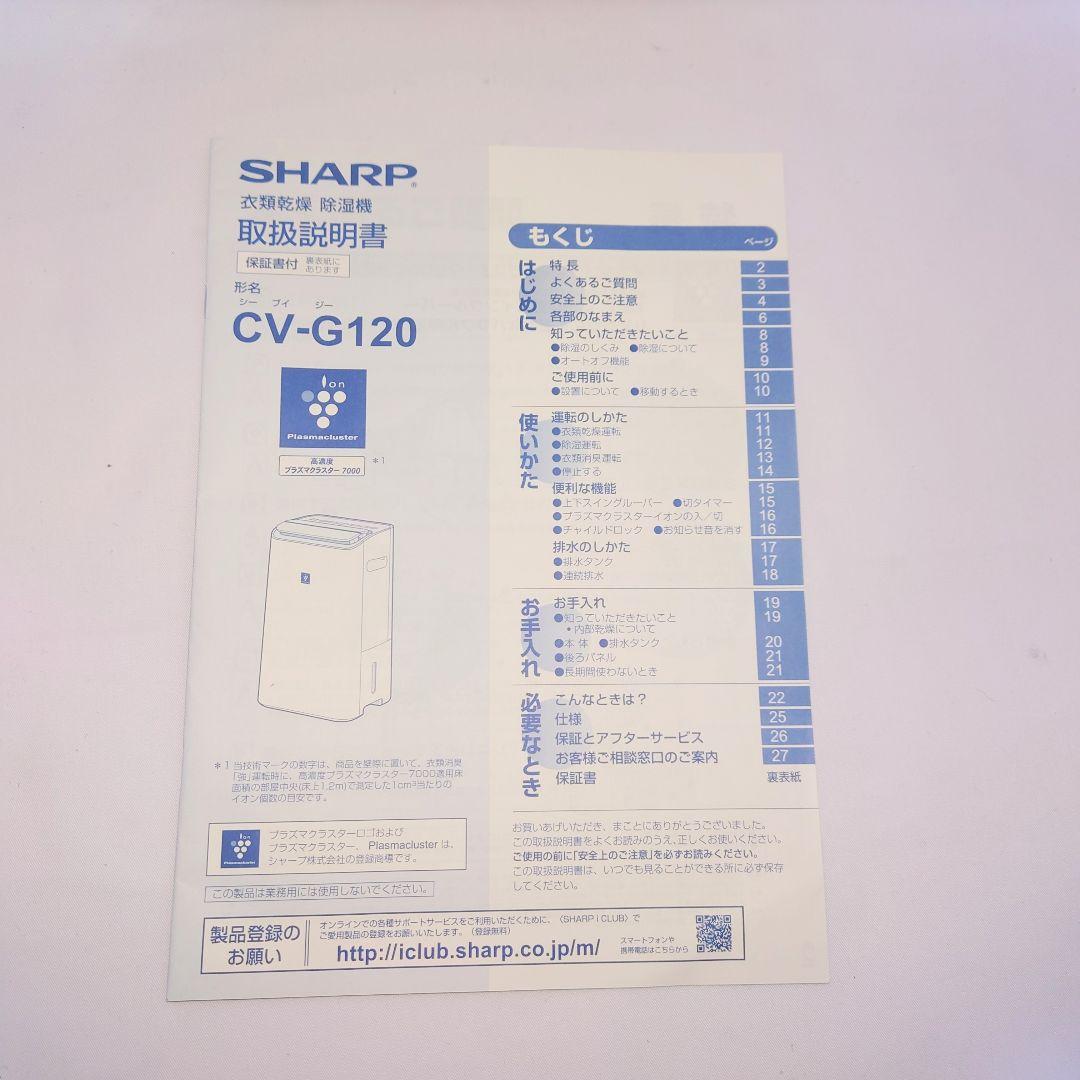 SHARP®
衣類乾燥 除湿機
取扱説明書
保証書付 裏表紙に
あります
形名
シー ブイ ジー
CV-G120
Ion
Plasmacluster
高濃度
プラズマクラスター 7000
＊1
＊1 当技術マークの数字は、商品を壁際に置いて、衣類消臭
「強」運転時に、高濃度プラズマクラスター7000適用床
面積の部屋中央(床上1.2m)で測定した1cm³当たりの
イオン個数の目安です。
Ion
Plasmacluster
プラズマクラスターロゴおよび
プラズマクラスター、Plasmacluster は、
シャープ株式会社の登録商標です。
この製品は業務用には使用しないでください。
もくじ ページ
はじめに
特長 2
よくあるご質問 3
安全上のご注意 4
各部のなまえ 6
知っていただきたいこと 8
●除湿のしくみ ●除湿について 8
●オートオフ機能 9
ご使用前に 10
●設置について ●移動するとき 10
使いかた
運転のしかた 11
●衣類乾燥運転 11
●除湿運転 12
●衣類消臭運転 13
●停止する 14
便利な機能 15
●上下スイングルーバー ●切タイマー 15
●プラズマクラスターイオンの入／切 16
●チャイルドロック ●お知らせ音を消す 16
排水のしかた 17
●排水タンク 17
●連続排水 18
お手入れ
お手入れ 19
●知っていただきたいこと 19
・内部乾燥について
●本体 ●排水タンク 20
●後ろパネル 21
●長期間使わないとき 21
必要なとき
こんなときは？ 22
仕様 25
保証とアフターサービス 26
お客様ご相談窓口のご案内 27
保証書 裏表紙
お買いあげいただき、まことにありがとうございました。
この取扱説明書をよくお読みのうえ、正しくお使いください。
ご使用の前に「安全上のご注意」を必ずお読みください。
この取扱説明書は、いつでも見ることができる所に必ず保存
してください。
製品登録の
お願い
オンラインでの各種サポートサービスをご利用いただくために、〈SHARP i CLUB〉で
ご愛用製品の登録をお願いいたします。（登録無料）
http://iclub.sharp.co.jp/m/
スマートフォンや
携帯電話はこちらから